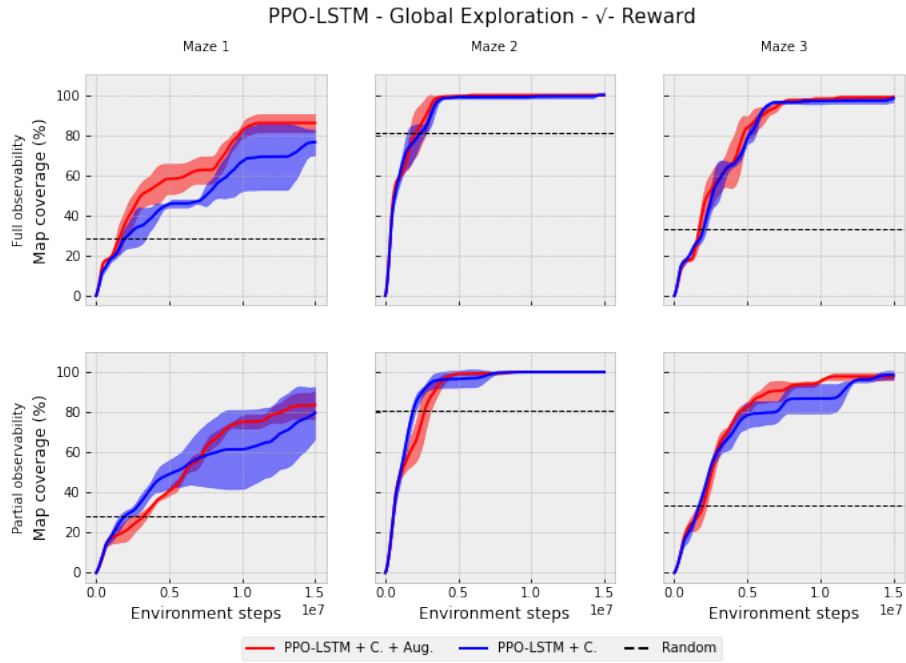 PPO-LSTM - Global Exploration - √- Reward
Maze 1
Maze 2
Maze 3
Full observability
Map coverage (%)
100
80
60
40
20
0
Partial observability
Map coverage (%)
100
80
60
40
20
0
0.0 0.5 1.0 1.5
1e7
Environment steps
0.0 0.5 1.0 1.5
1e7
Environment steps
0.0 0.5 1.0 1.5
1e7
Environment steps
PPO-LSTM + C. + Aug.
PPO-LSTM + C.
Random